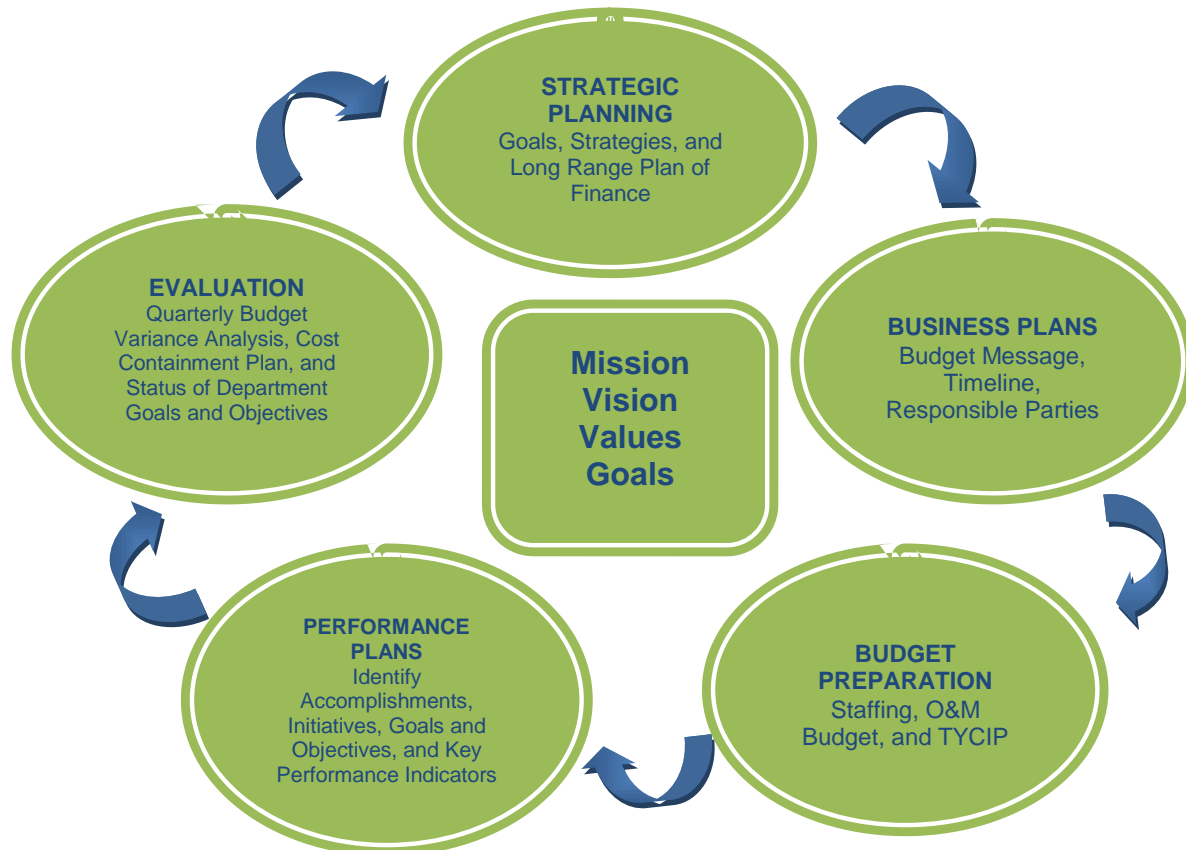 STRATEGIC
PLANNING
Goals, Strategies, and
Long Range Plan of
Finance
BUSINESS PLANS
Budget Message,
Timeline,
Responsible Parties
BUDGET
PREPARATION
Staffing, O&M
Budget, and TYCIP
PERFORMANCE
PLANS
Identify
Accomplishments,
Initiatives, Goals and
Objectives, and Key
Performance Indicators
EVALUATION
Quarterly Budget
Variance Analysis, Cost
Containment Plan, and
Status of Department
Goals and Objectives
Mission
Vision
Values
Goals